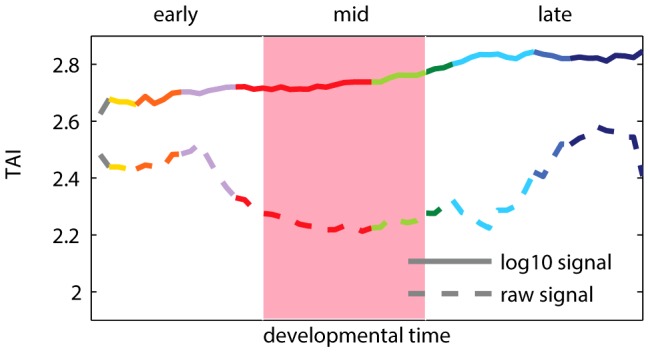 early mid late
2.8
2.6
2.4
2.2
2
TAI
log10 signal
raw signal
developmental time